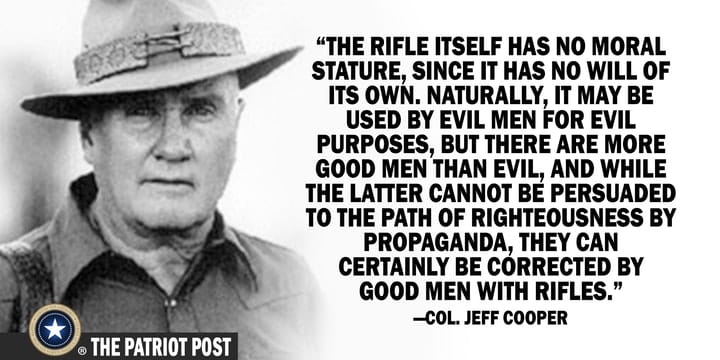 “THE RIFLE ITSELF HAS NO MORAL
STATURE, SINCE IT HAS NO WILL OF
ITS OWN. NATURALLY, IT MAY BE
USED BY EVIL MEN FOR EVIL
PURPOSES, BUT THERE ARE MORE
GOOD MEN THAN EVIL, AND WHILE
THE LATTER CANNOT BE PERSUADED
TO THE PATH OF RIGHTEOUSNESS BY
PROPAGANDA, THEY CAN
CERTAINLY BE CORRECTED BY
GOOD MEN WITH RIFLES.”
—COL. JEFF COOPER
® THE PATRIOT POST